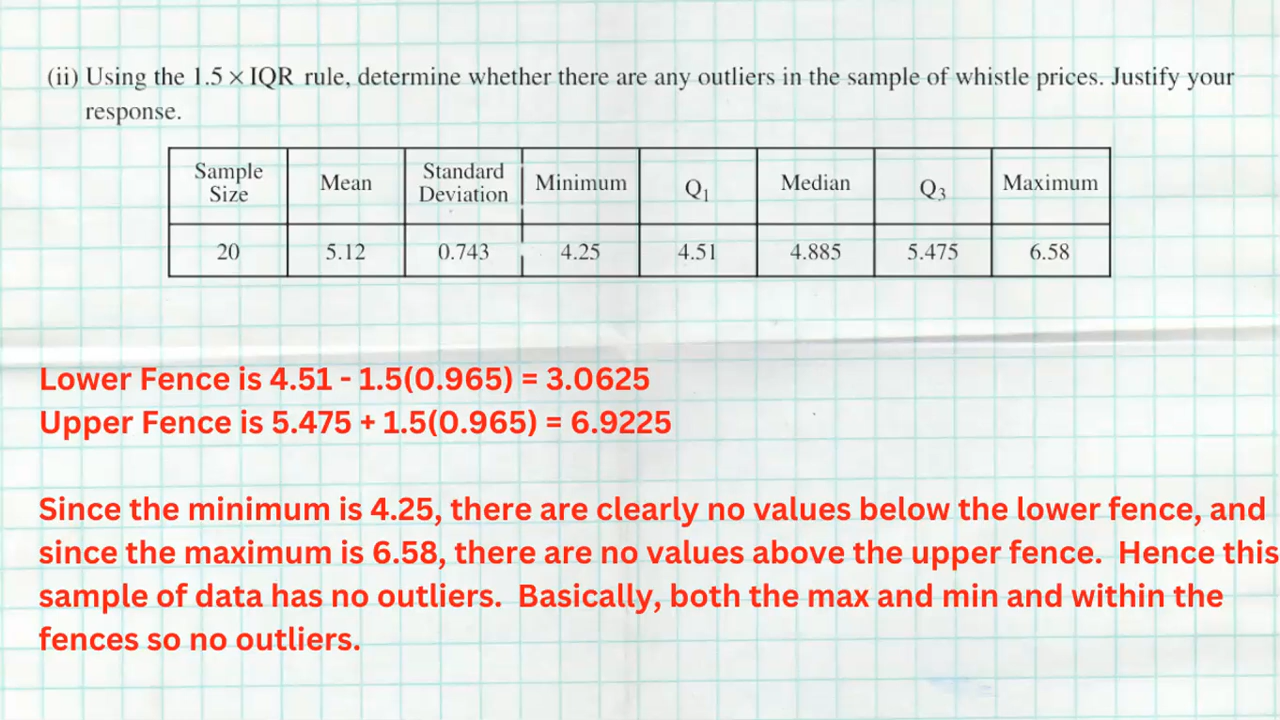 (ii) Using the 1.5 × IQR rule, determine whether there are any outliers in the sample of whistle prices. Justify your
response.
Sample Size Mean Standard Deviation Minimum Q₁ Median Q₃ Maximum
20 5.12 0.743 4.25 4.51 4.885 5.475 6.58
Lower Fence is 4.51 - 1.5(0.965) = 3.0625
Upper Fence is 5.475 + 1.5(0.965) = 6.9225
Since the minimum is 4.25, there are clearly no values below the lower fence, and
since the maximum is 6.58, there are no values above the upper fence. Hence this
sample of data has no outliers. Basically, both the max and min and within the
fences so no outliers.